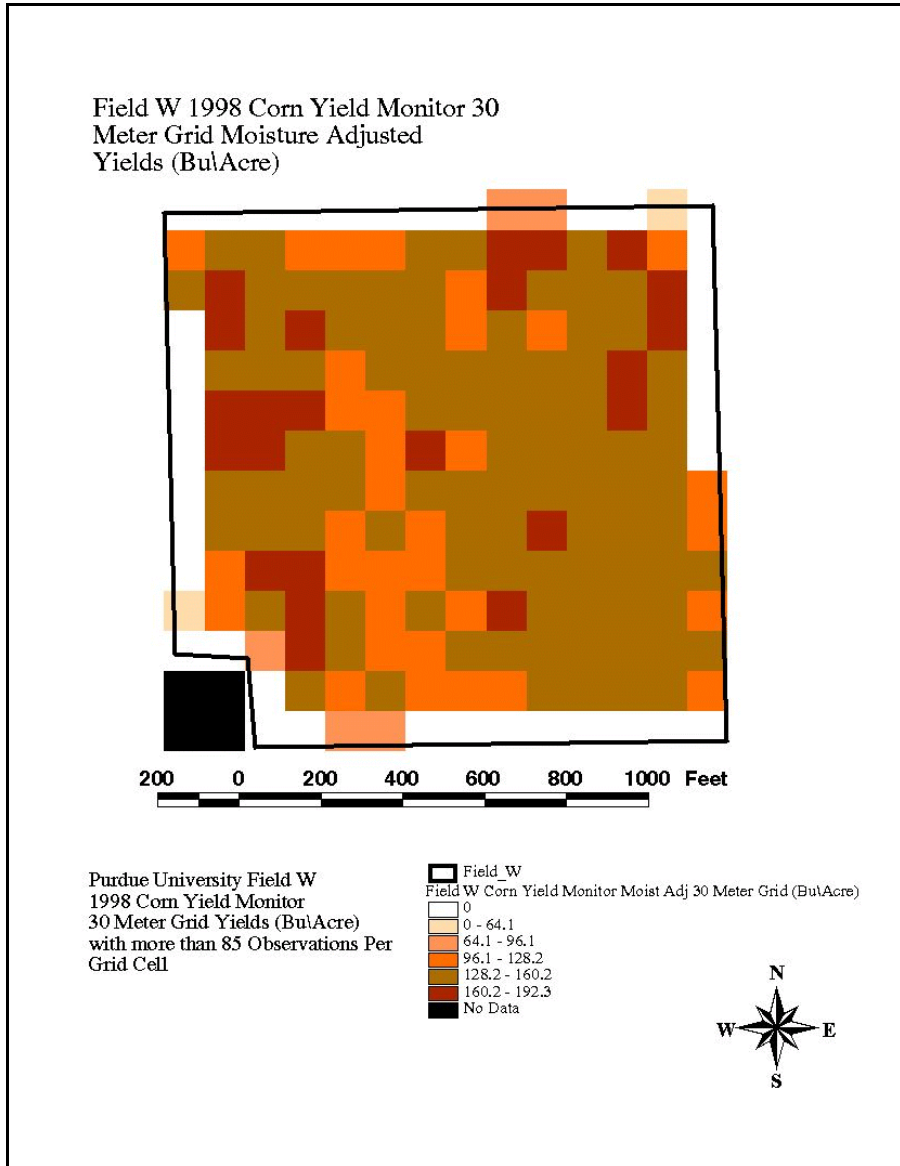 Field W 1998 Corn Yield Monitor 30
Meter Grid Moisture Adjusted
Yields (Bu\Acre)
200 0 200 400 600 800 1000 Feet
Purdue University Field W
1998 Corn Yield Monitor
30 Meter Grid Yields (Bu\Acre)
with more than 85 Observations Per
Grid Cell
Field_W
Field W Corn Yield Monitor Moist Adj 30 Meter Grid (Bu\Acre)
0
0 - 64.1
64.1 - 96.1
96.1 - 128.2
128.2 - 160.2
160.2 - 192.3
No Data
N
W E
S